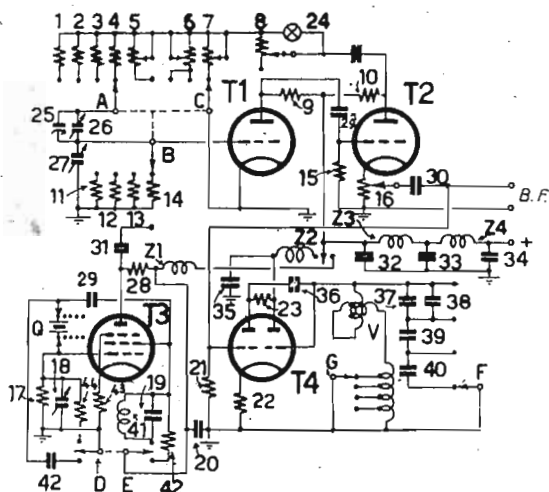 1 2 3 4 5 6 7 8 24
A C T1 10 T2
25 26 9 28
27 B
15
11 14 16 30
12 13 B.F.
Z3 Z4 +
31 Z1 Z2
32 33 34
28
29 35 36 37 38
T3 23
Q V 39
T4
18 19 21 G 40 F
17 44 43 22
41
20
42 D E 42